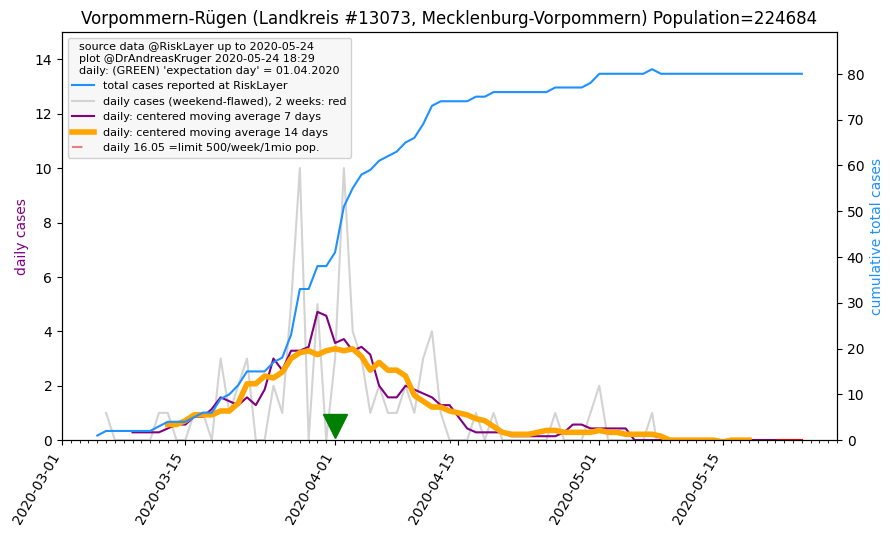 Vorpommern-Rügen (Landkreis #13073, Mecklenburg-Vorpommern) Population=224684
source data @RiskLayer up to 2020-05-24
plot @DrAndreasKruger 2020-05-24 18:29
daily: (GREEN) 'expectation day' = 01.04.2020
total cases reported at RiskLayer
daily cases (weekend-flawed), 2 weeks: red
daily: centered moving average 7 days
daily: centered moving average 14 days
daily 16.05 =limit 500/week/1mio pop.
daily cases
14
12
10
8
6
4
2
0
80
70
60
50
40
30
20
10
0
cumulative total cases
2020-03-01
2020-03-15
2020-04-01
2020-04-15
2020-05-01
2020-05-15